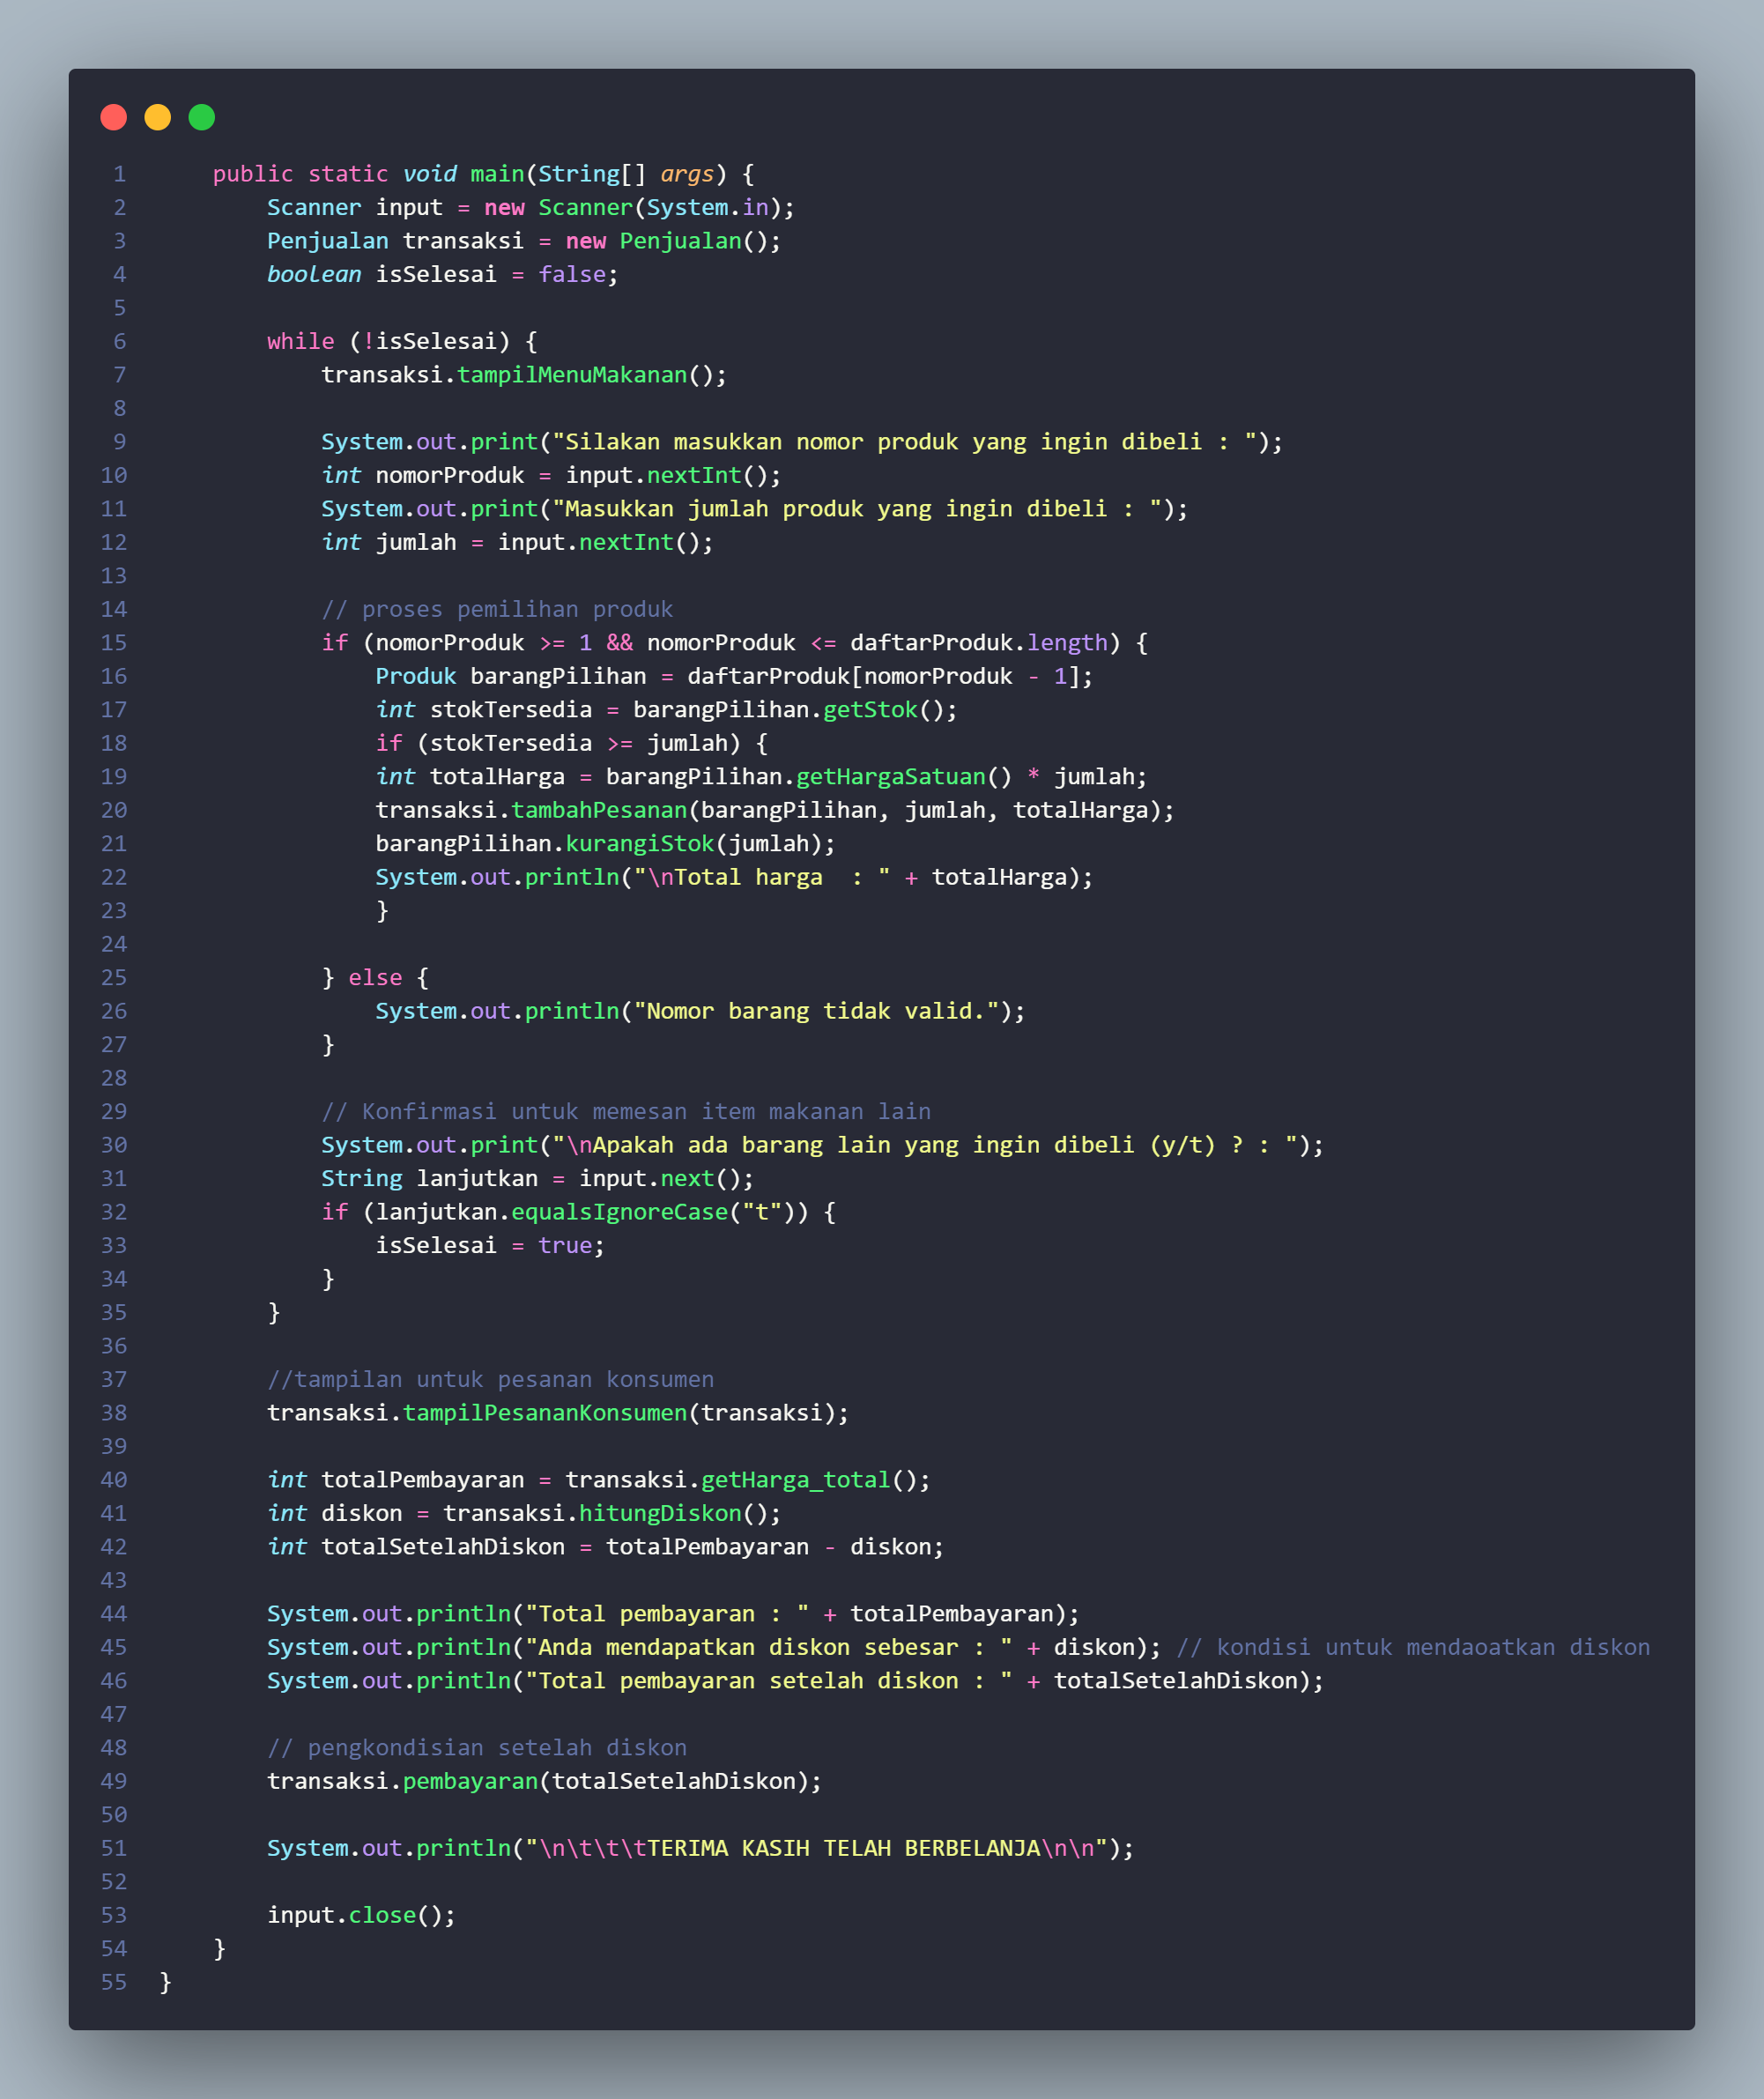 1 public static void main(String[] args) {
2 Scanner input = new Scanner(System.in);
3 Penjualan transaksi = new Penjualan();
4 boolean isSelesai = false;
5
6 while (!isSelesai) {
7 transaksi.tampilMenuMakanan();
8
9 System.out.print("Silakan masukkan nomor produk yang ingin dibeli : ");
10 int nomorProduk = input.nextInt();
11 System.out.print("Masukkan jumlah produk yang ingin dibeli : ");
12 int jumlah = input.nextInt();
13
14 // proses pemilihan produk
15 if (nomorProduk >= 1 && nomorProduk <= daftarProduk.length) {
16 Produk barangPilihan = daftarProduk[nomorProduk - 1];
17 int stokTersedia = barangPilihan.getStok();
18 if (stokTersedia >= jumlah) {
19 int totalHarga = barangPilihan.getHargaSatuan() * jumlah;
20 transaksi.tambahPesanan(barangPilihan, jumlah, totalHarga);
21 barangPilihan.kurangiStok(jumlah);
22 System.out.println("\nTotal harga  : " + totalHarga);
23 }
24
25 } else {
26 System.out.println("Nomor barang tidak valid.");
27 }
28
29 // Konfirmasi untuk memesan item makanan lain
30 System.out.print("\nApakah ada barang lain yang ingin dibeli (y/t) ? : ");
31 String lanjutkan = input.next();
32 if (lanjutkan.equalsIgnoreCase("t")) {
33 isSelesai = true;
34 }
35 }
36
37 //tampilan untuk pesanan konsumen
38 transaksi.tampilPesananKonsumen(transaksi);
39
40 int totalPembayaran = transaksi.getHarga_total();
41 int diskon = transaksi.hitungDiskon();
42 int totalSetelahDiskon = totalPembayaran - diskon;
43
44 System.out.println("Total pembayaran : " + totalPembayaran);
45 System.out.println("Anda mendapatkan diskon sebesar : " + diskon); // kondisi untuk mendaoatkan diskon
46 System.out.println("Total pembayaran setelah diskon : " + totalSetelahDiskon);
47
48 // pengkondisian setelah diskon
49 transaksi.pembayaran(totalSetelahDiskon);
50
51 System.out.println("\n\t\t\tTERIMA KASIH TELAH BERBELANJA\n\n");
52
53 input.close();
54 }
55 }